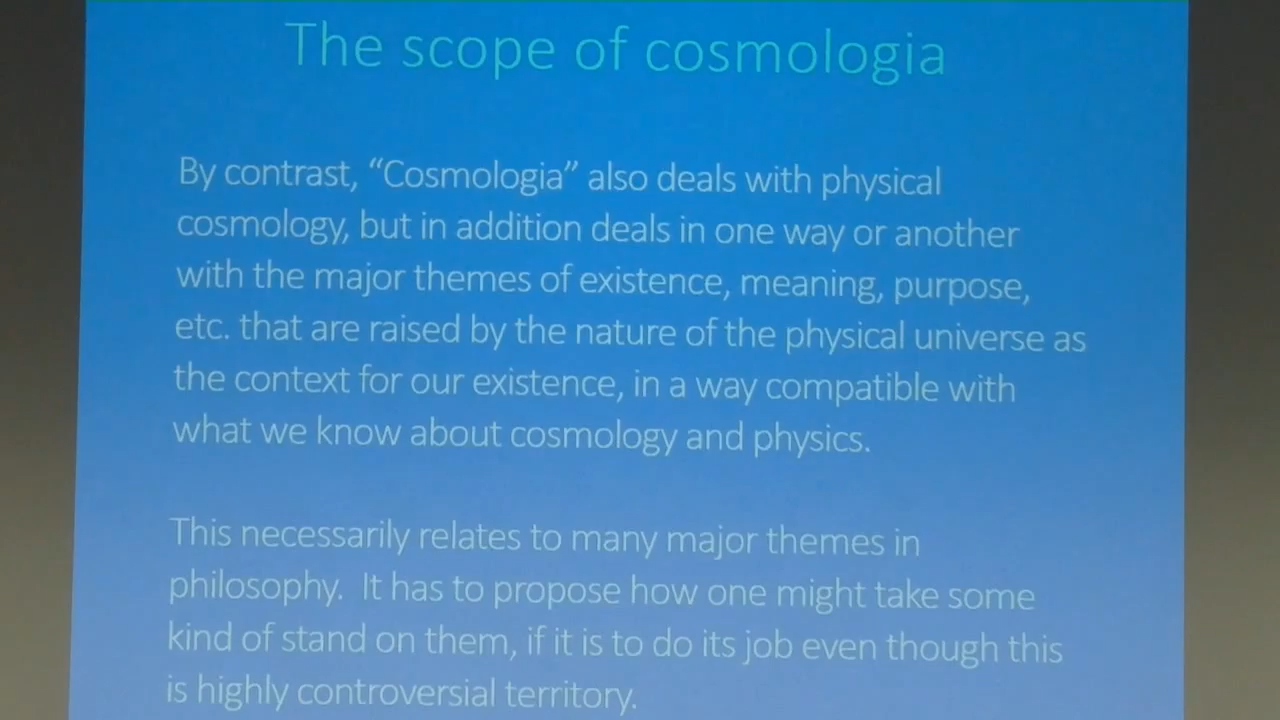 The scope of cosmologia
By contrast, “Cosmologia” also deals with physical
cosmology, but in addition deals in one way or another
with the major themes of existence, meaning, purpose,
etc. that are raised by the nature of the physical universe as
the context for our existence, in a way compatible with
what we know about cosmology and physics.
This necessarily relates to many major themes in
philosophy.  It has to propose how one might take some
kind of stand on them, if it is to do its job even though this
is highly controversial territory.